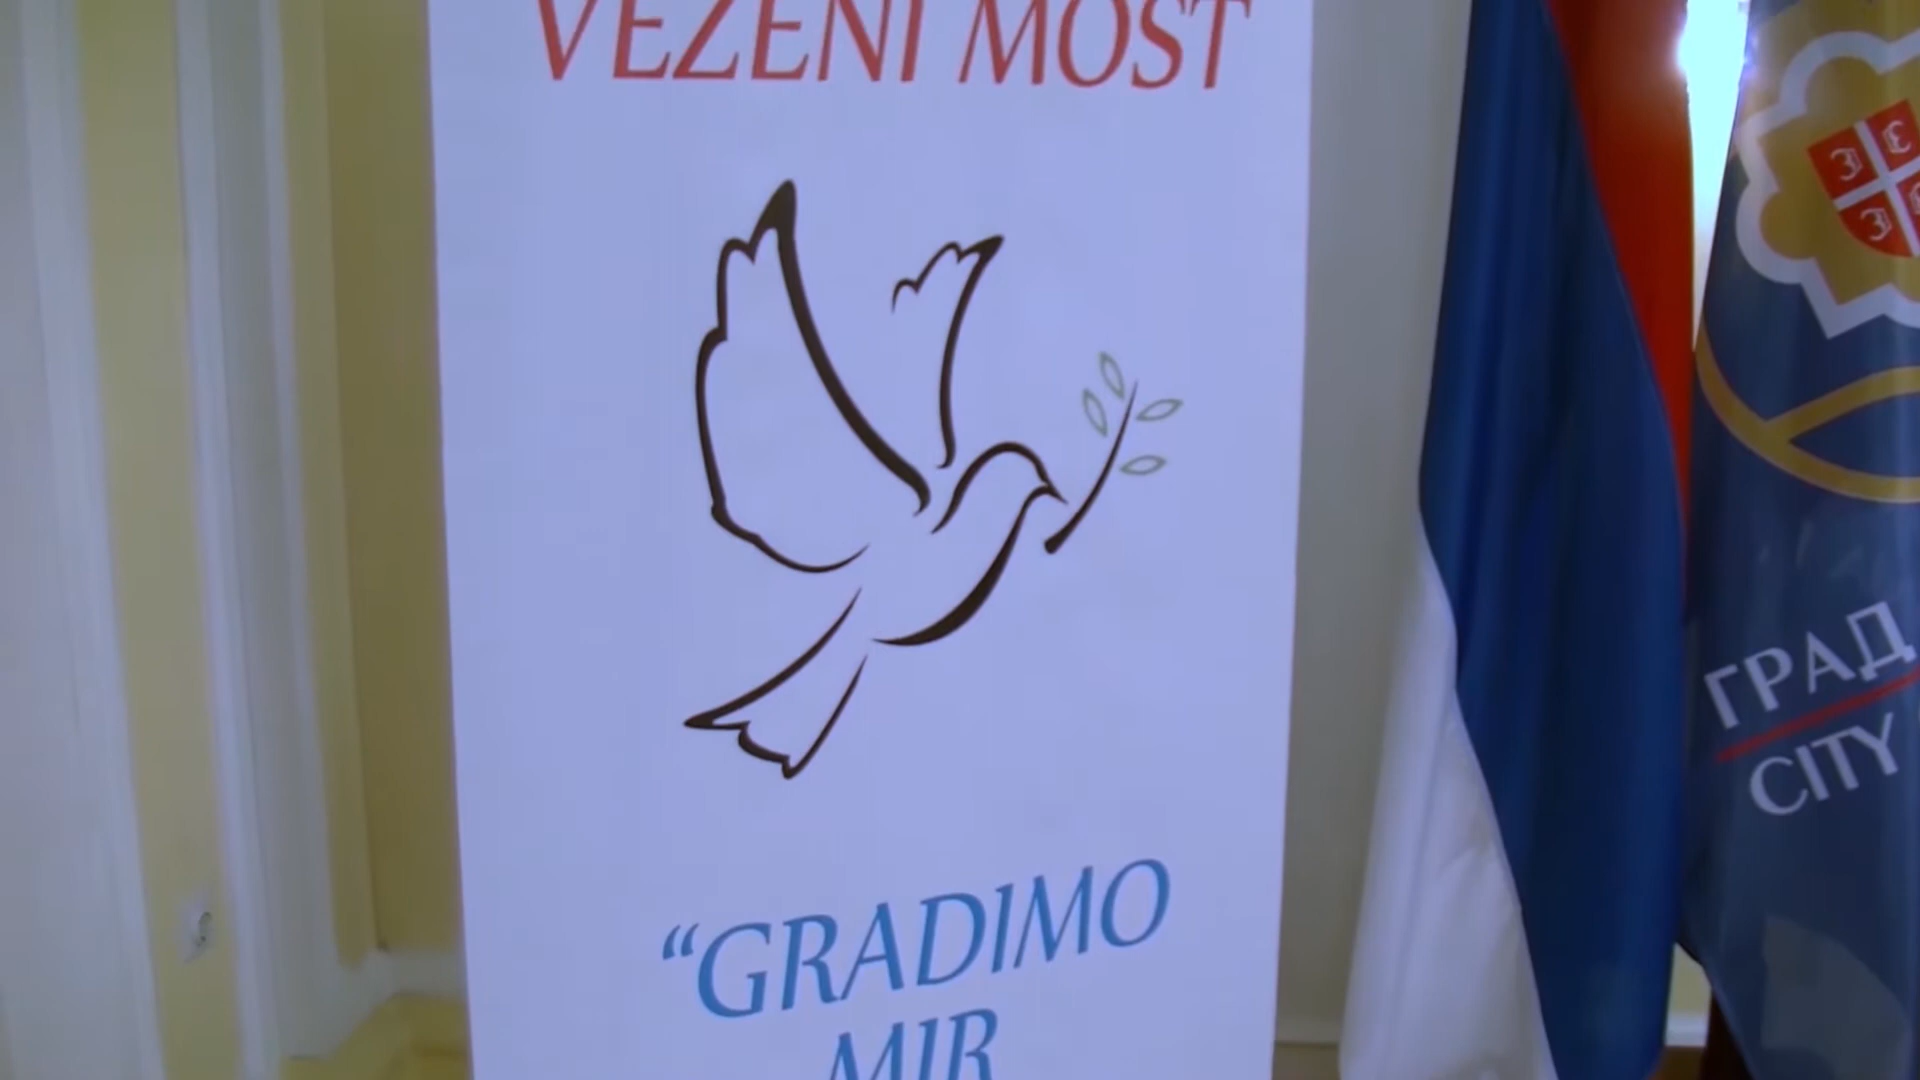 VEZENI MOST
“GRADIMO
MIR
ГРАД
CITY